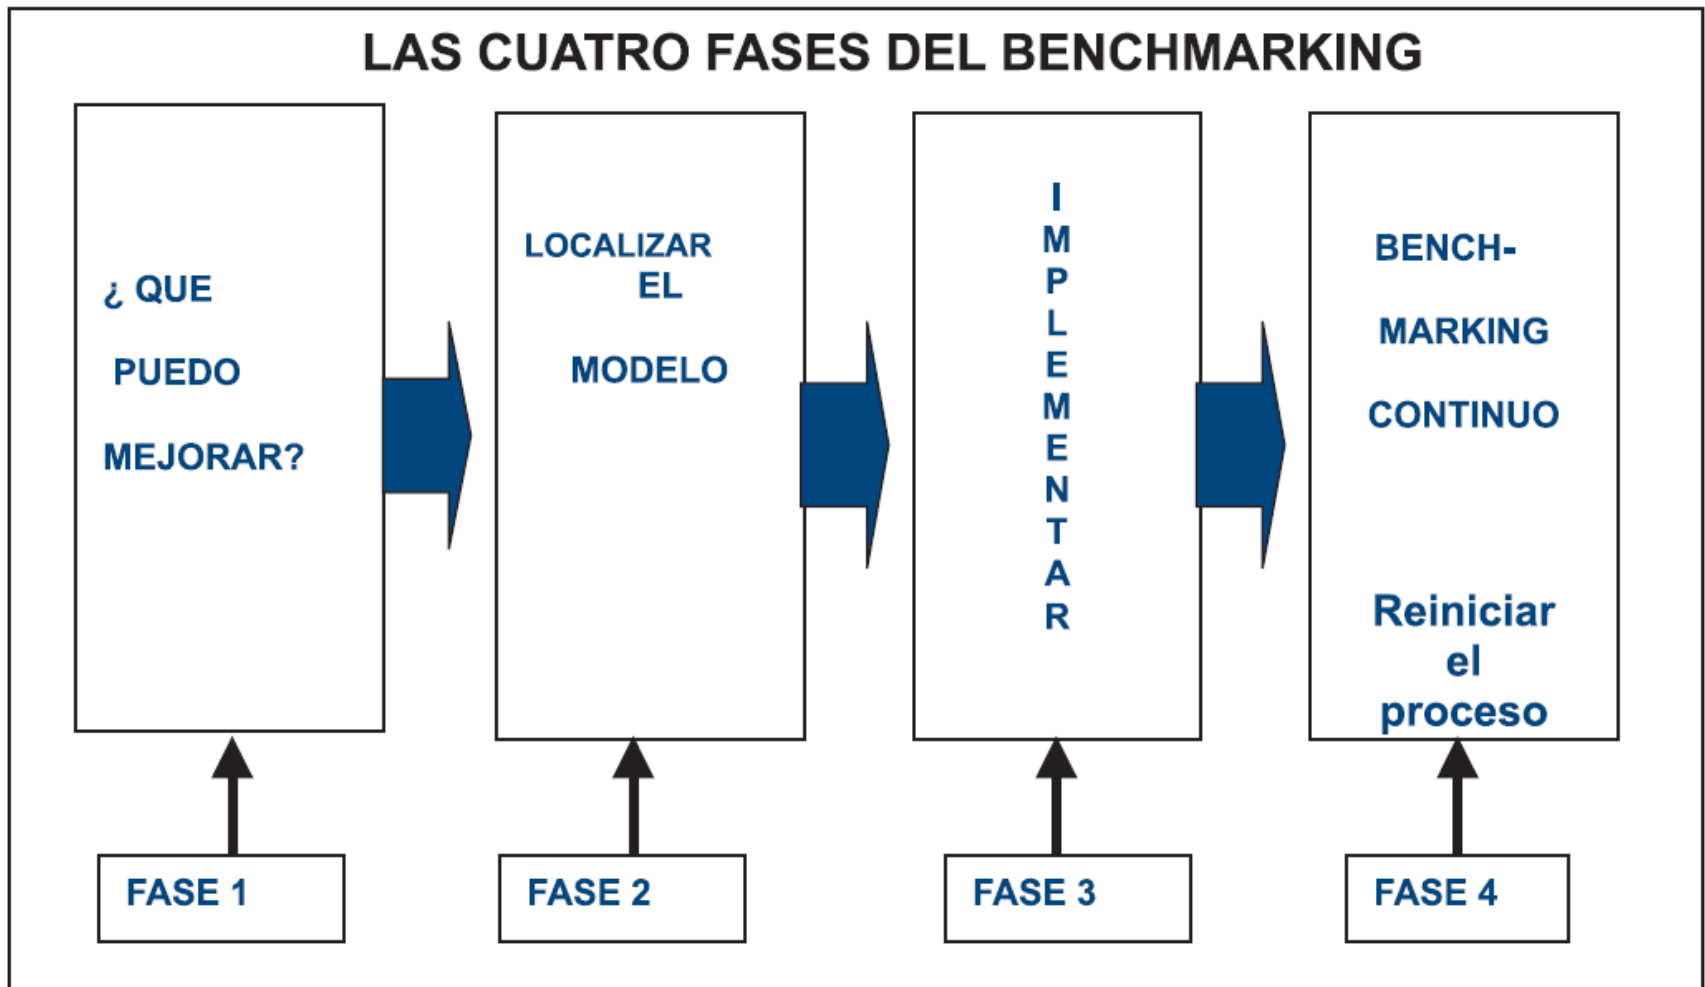 LAS CUATRO FASES DEL BENCHMARKING
¿ QUE
PUEDO
MEJORAR?
LOCALIZAR
EL
MODELO
I
M
P
L
E
M
E
N
T
A
R
BENCH-
MARKING
CONTINUO
Reiniciar
el
proceso
FASE 1
FASE 2
FASE 3
FASE 4